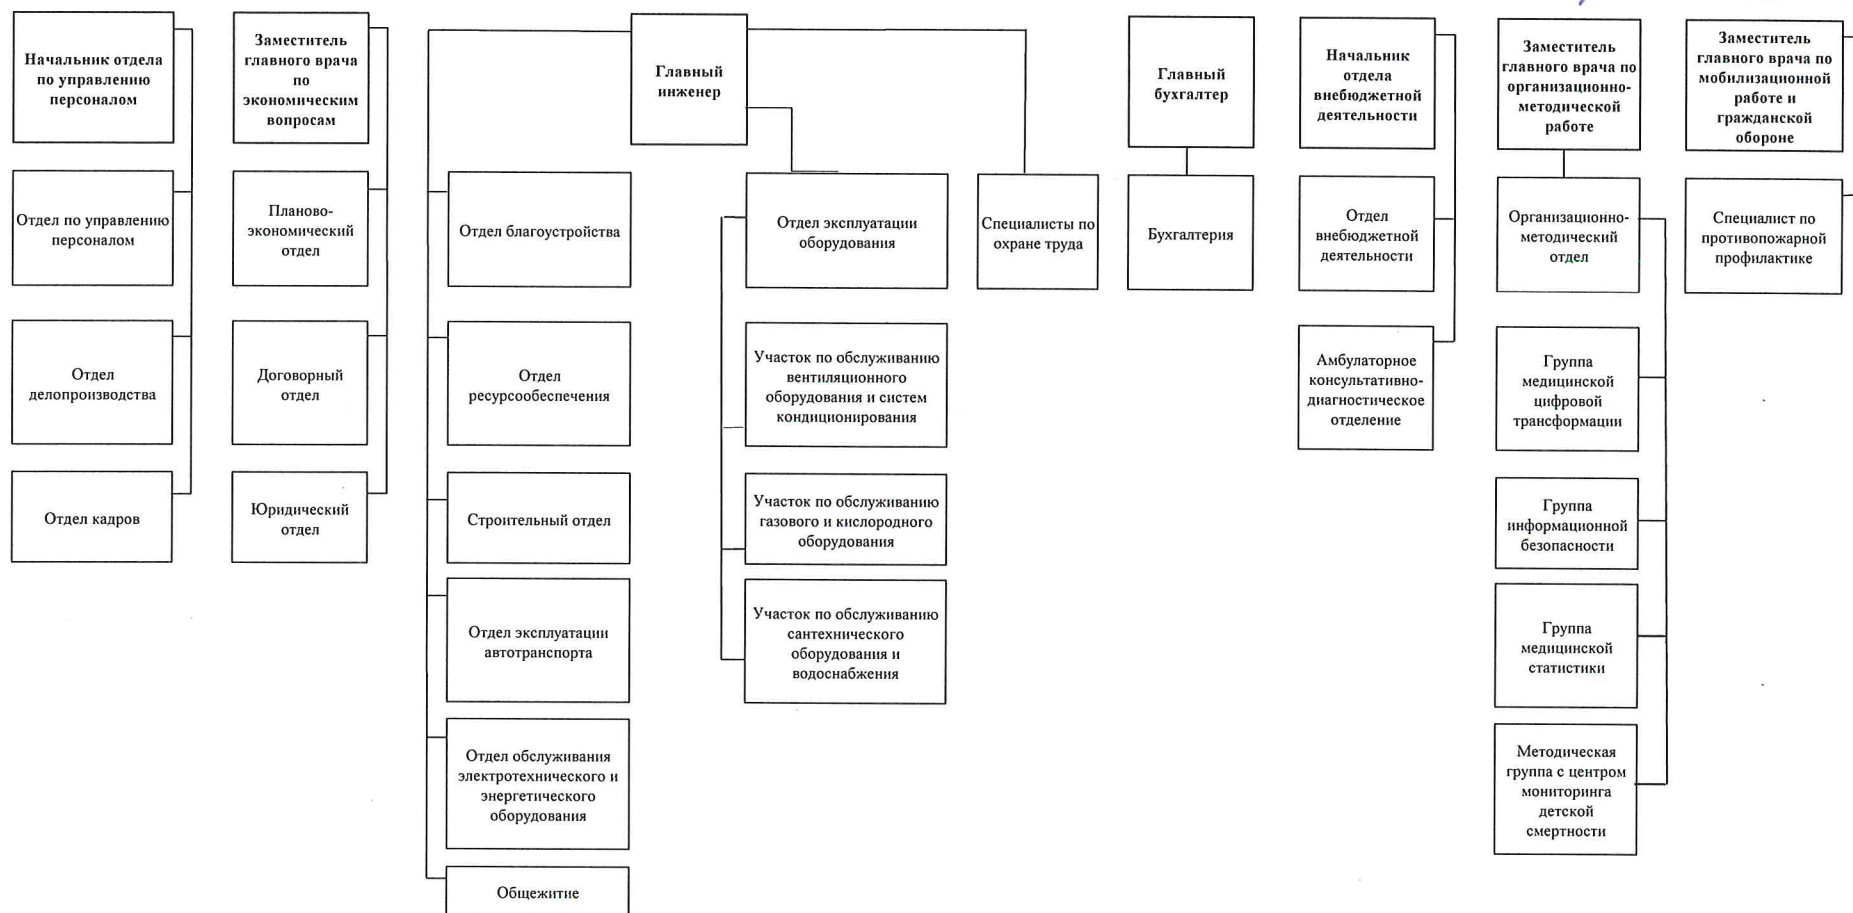 Начальник отдела
по управлению
персоналом
Заместитель
главного врача
по
экономическим
вопросам
Главный
инженер
Главный
бухгалтер
Начальник
отдела
внебюджетной
деятельности
Заместитель
главного врача по
организационно-
методической
работе
Заместитель
главного врача по
мобилизационной
работе и
гражданской
обороне
Отдел по управлению
персоналом
Планово-
экономический
отдел
Отдел благоустройства
Отдел эксплуатации
оборудования
Специалисты по
охране труда
Бухгалтерия
Отдел
внебюджетной
деятельности
Организационно-
методический
отдел
Специалист по
противопожарной
профилактике
Отдел
делопроизводства
Договорный
отдел
Отдел
ресурсообеспечения
Участок по обслуживанию
вентиляционного
оборудования и систем
кондиционирования
Амбулаторное
консультативно-
диагностическое
отделение
Группа
медицинской
цифровой
трансформации
Отдел кадров
Юридический
отдел
Строительный отдел
Участок по обслуживанию
газового и кислородного
оборудования
Группа
информационной
безопасности
Отдел эксплуатации
автотранспорта
Участок по обслуживанию
сантехнического
оборудования и
водоснабжения
Группа
медицинской
статистики
Отдел обслуживания
электротехнического и
энергетического
оборудования
Методическая
группа с центром
мониторинга
детской
смертности
Общежитие